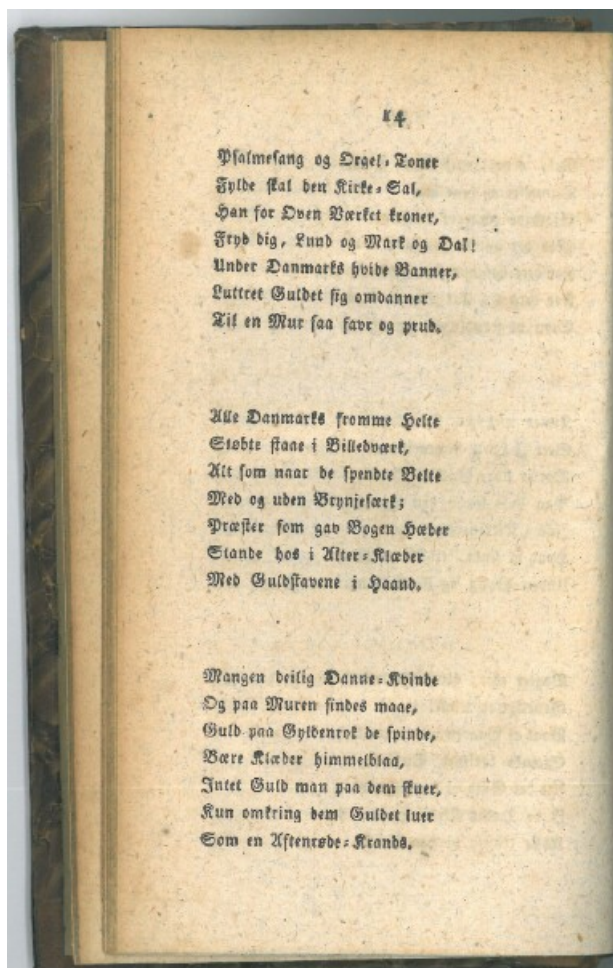 14
Psalmesang og Orgel-Toner
Fylde skal den Kirke-Sal,
Han for Oven Værket kroner,
Fryd dig, Lund og Mark og Dal!
Under Danmarks hvide Banner,
Luttret Guldet sig omdanner
Til en Mur saa favr og prud.
Alle Danmarks fromme Helte
Støbte staae i Billedværk,
Alt som naar de spendte Belte
Med og uden Brynjesærk;
Præster som gav Bogen Hæder
Stande hos i Alter-Klæder
Med Guldstavene i Haand.
Mangen deilig Danne-Kvinde
Og paa Muren findes maae,
Guld paa Gyldenrok de spinde,
Bære Klæder himmelblaa,
Intet Guld man paa dem skuer,
Kun omkring dem Guldet luer
Som en Aftenrøde-Krands.